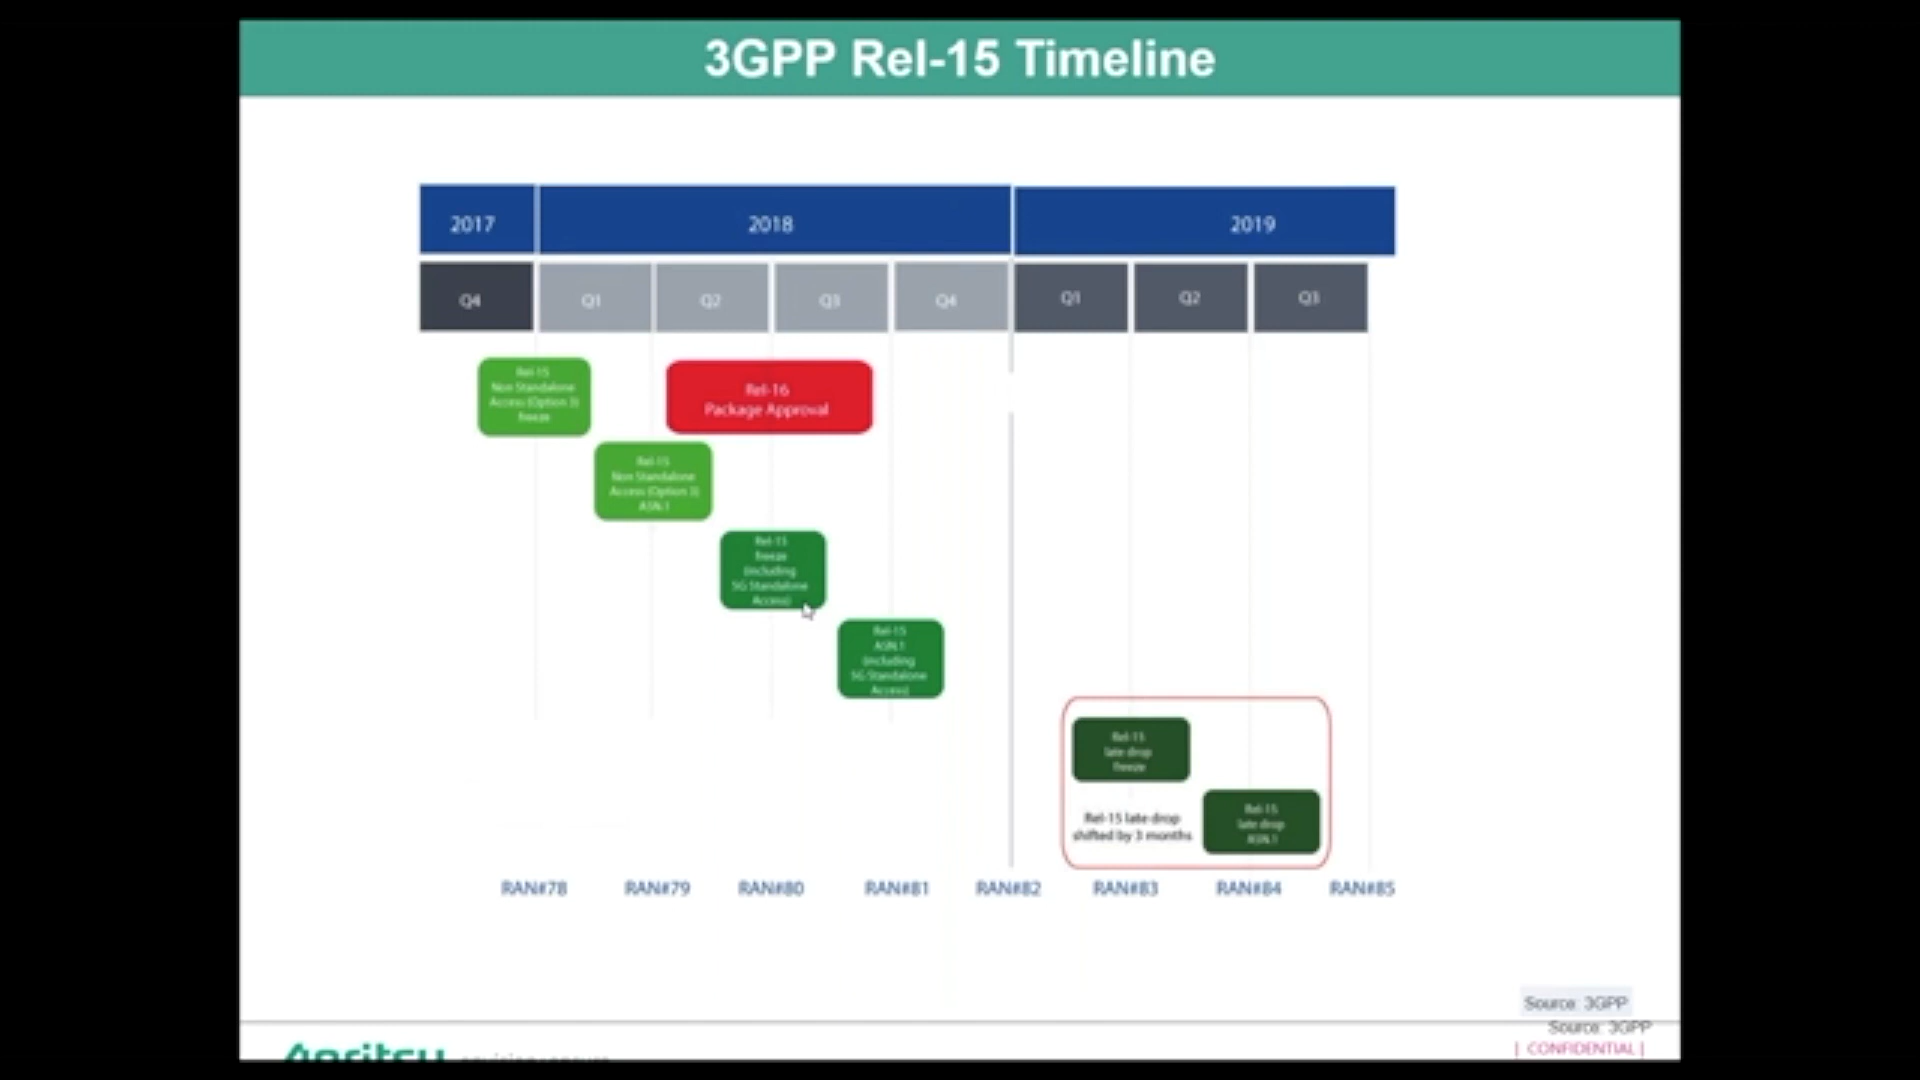 3GPP Rel-15 Timeline
2017
2018
2019
Q4
Q1
Q2
Q3
Q4
Q1
Q2
Q3
Rel-15
Non Standalone
Access (Option 3)
freeze
Rel-16
Package Approval
Rel-15
Non Standalone
Access (Option 3)
ASN.1
Rel-15
freeze
(including
5G Standalone
Access)
Rel-15
ASN.1
(including
5G Standalone
Access)
Rel-15
late drop
freeze
Rel-15 late drop
shifted by 3 months
Rel-15
late drop
ASN.1
RAN#78
RAN#79
RAN#80
RAN#81
RAN#82
RAN#83
RAN#84
RAN#85
Source: 3GPP
Source: 3GPP
| CONFIDENTIAL |
Anritsu